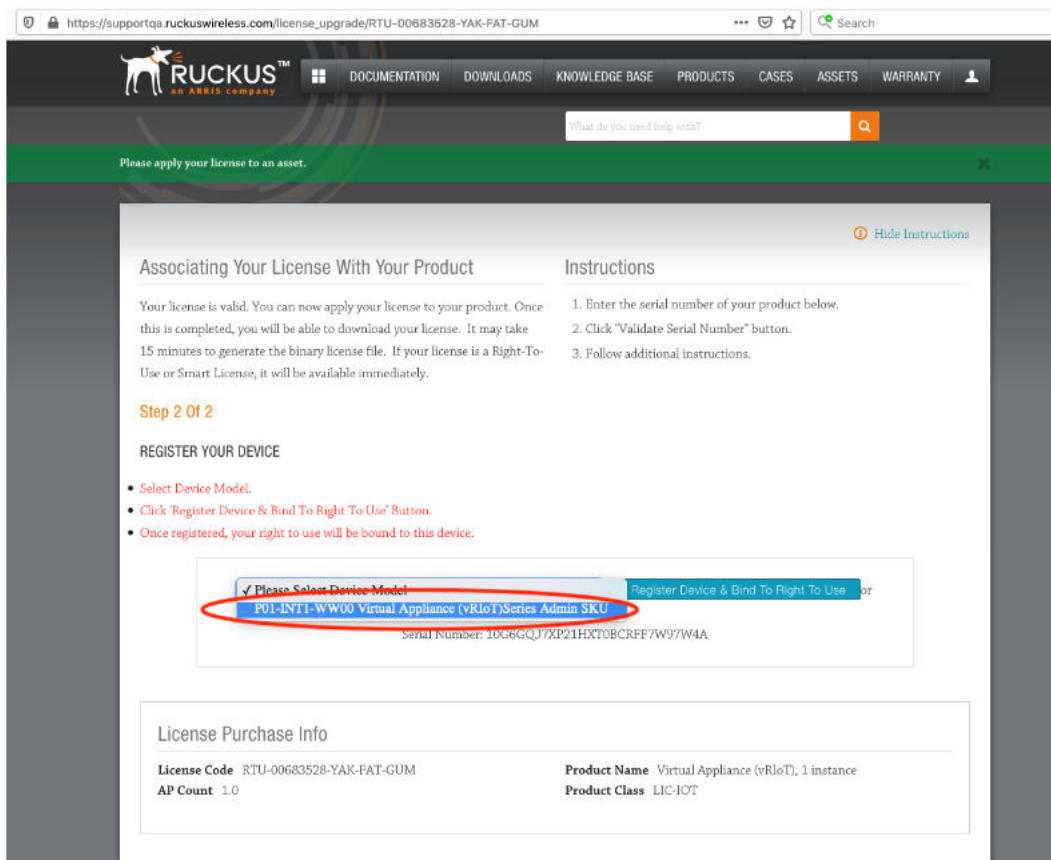 https://supportqa.ruckuswireless.com/license_upgrade/RTU-00683528-YAK-FAT-GUM
Search
RUCKUS™
an ARRIS company
DOCUMENTATION DOWNLOADS KNOWLEDGE BASE PRODUCTS CASES ASSETS WARRANTY
What do you need help with?
Please apply your license to an asset.
Hide Instructions
Associating Your License With Your Product
Your license is valid. You can now apply your license to your product. Once
this is completed, you will be able to download your license. It may take
15 minutes to generate the binary license file. If your license is a Right-To-
Use or Smart License, it will be available immediately.
Instructions
1. Enter the serial number of your product below.
2. Click "Validate Serial Number" button.
3. Follow additional instructions.
Step 2 Of 2
REGISTER YOUR DEVICE
Select Device Model.
Click 'Register Device & Bind To Right To Use' Button.
Once registered, your right to use will be bound to this device.
✓ Please Select Device Model
Register Device & Bind To Right To Use or
P01-INT1-WW00 Virtual Appliance (vRIoT)Series Admin SKU
Serial Number: 10G6GQJ7XP21HXT0BCRFF7W97W4A
License Purchase Info
License Code RTU-00683528-YAK-FAT-GUM
AP Count 1.0
Product Name Virtual Appliance (vRIoT), 1 instance
Product Class LIC-IOT